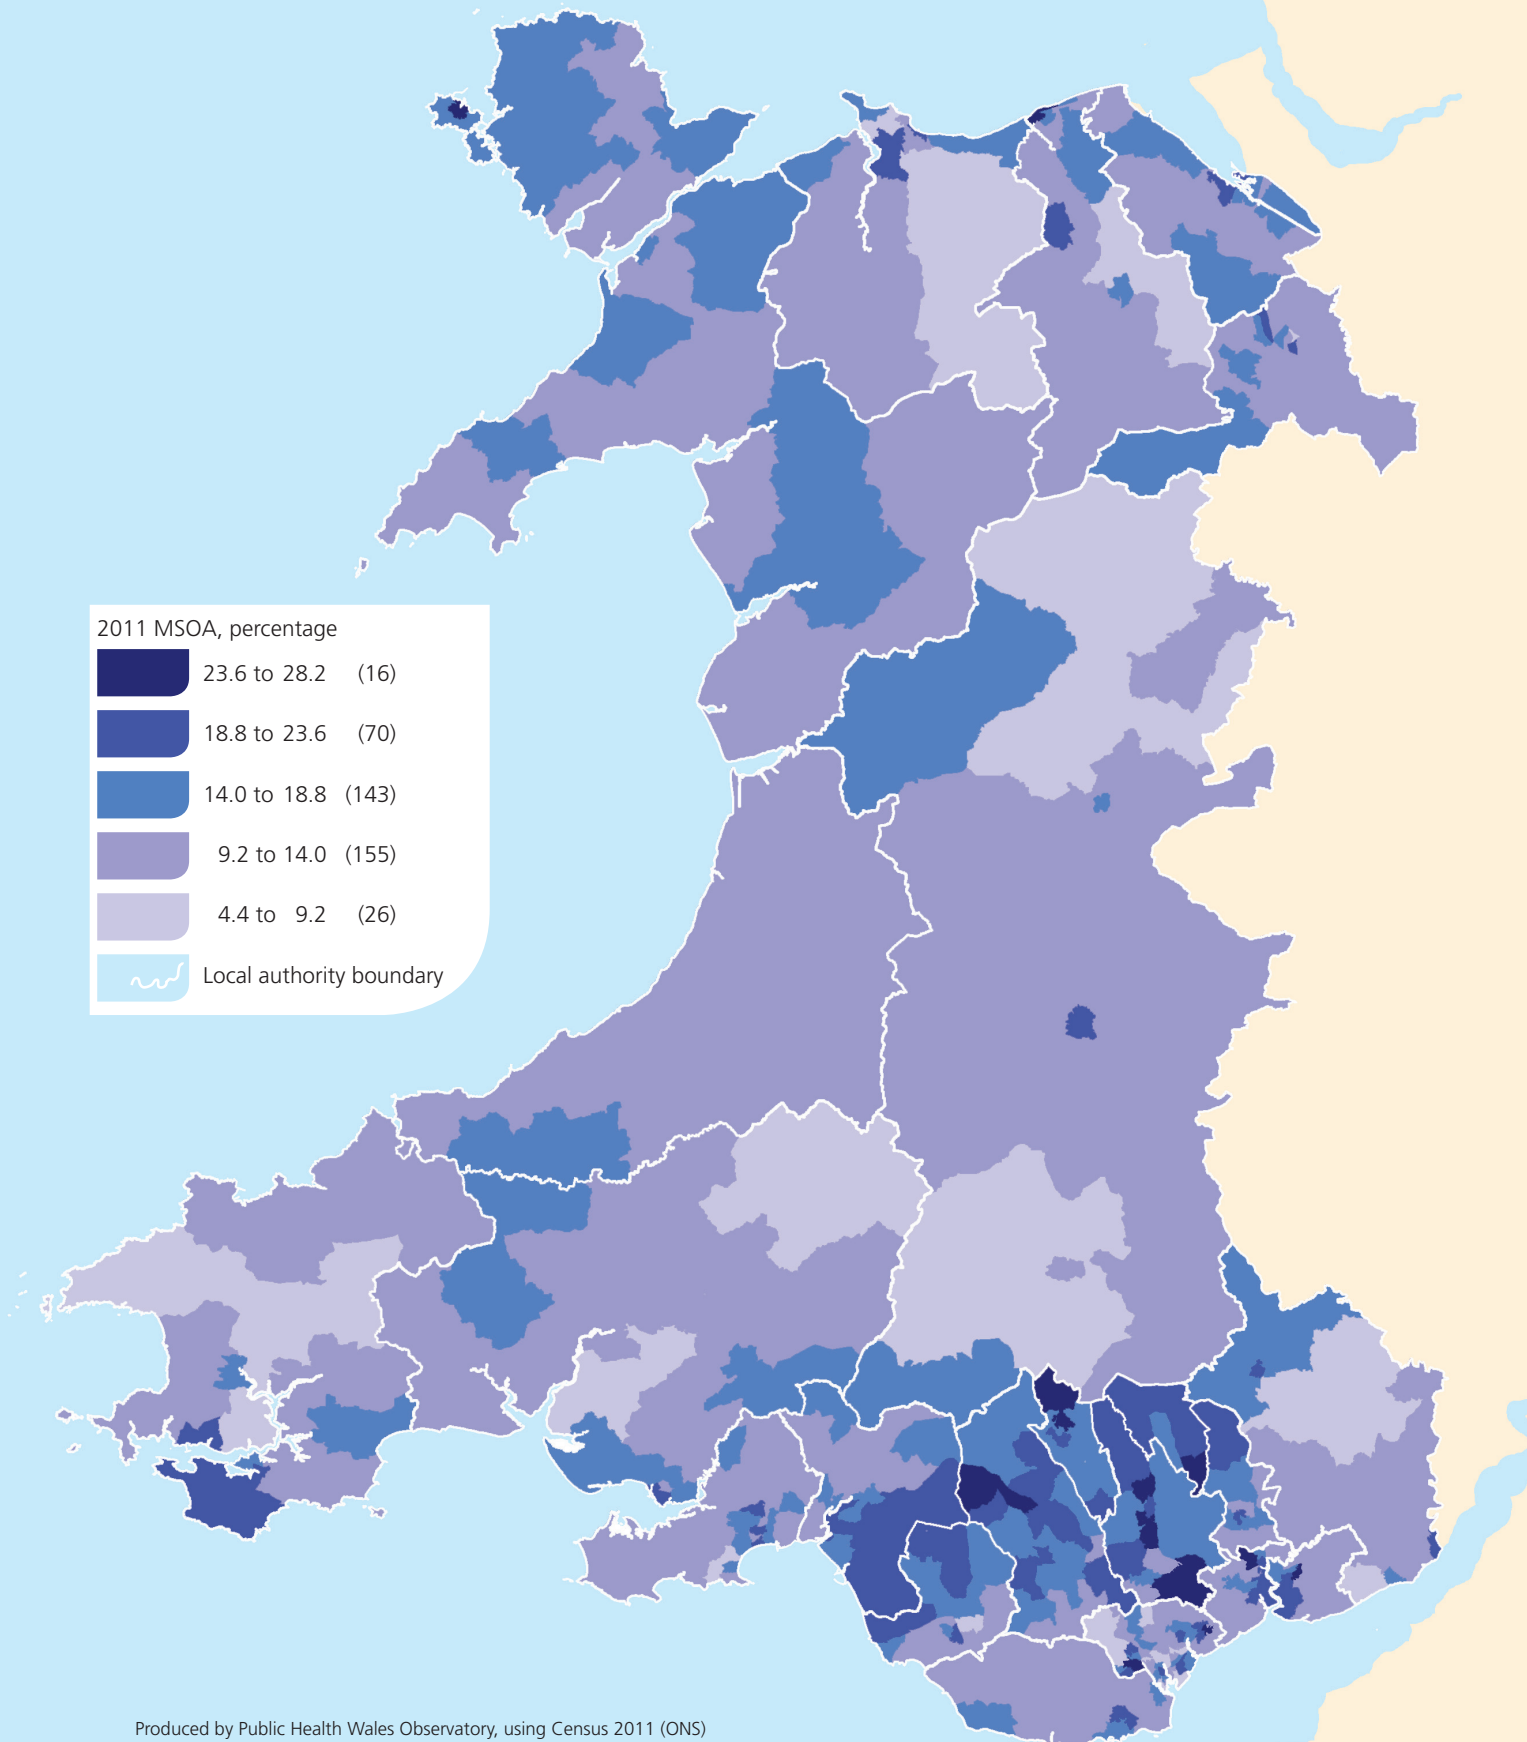 2011 MSOA, percentage
23.6 to 28.2 (16)
18.8 to 23.6 (70)
14.0 to 18.8 (143)
9.2 to 14.0 (155)
4.4 to 9.2 (26)
Local authority boundary
Produced by Public Health Wales Observatory, using Census 2011 (ONS)